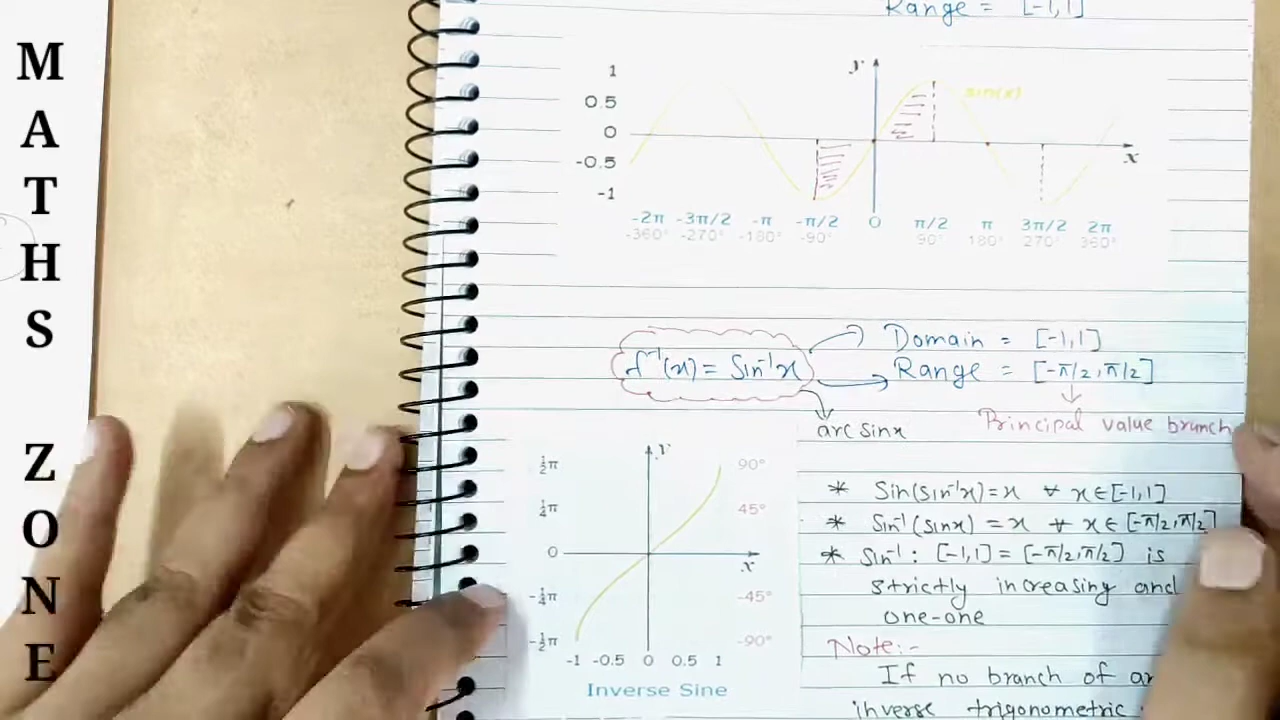 MATHS ZONE
Range = [-1,1]
y
1
0.5
0
-0.5
-1
sin(x)
x
-2π -3π/2 -π -π/2 0 π/2 π 3π/2 2π
-360° -270° -180° -90° 90° 180° 270° 360°
f⁻¹(x) = Sin⁻¹x
Domain = [-1,1]
Range = [-π/2, π/2]
arc sinx
Principal value branch
y
½π 90°
¼π 45°
0
x
-¼π -45°
-½π -90°
-1 -0.5 0 0.5 1
Inverse Sine
* Sin(sin⁻¹x) = x ∀ x∈[-1,1]
* Sin⁻¹(sinx) = x ∀ x∈[-π/2,π/2]
* Sin⁻¹: [-1,1] = [-π/2,π/2] is
strictly increasing and
one-one
Note:-
If no branch of
inverse trigonometric